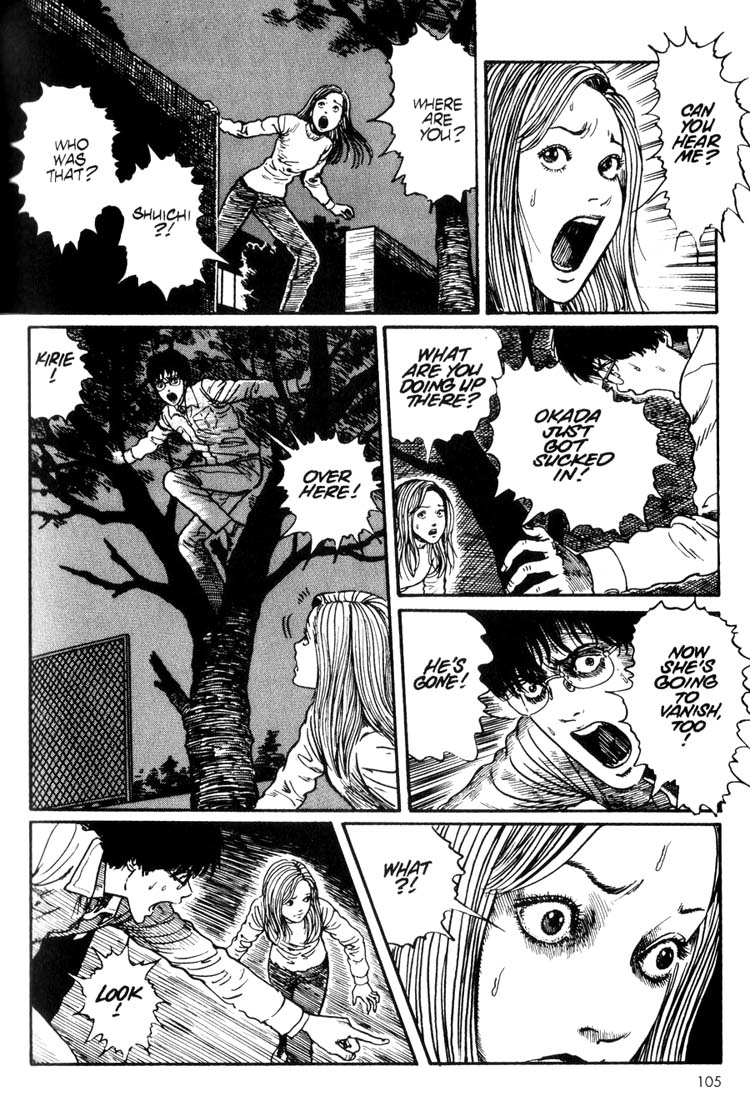 WHO
WAS
THAT?
SHUICHI
?!
WHERE
ARE
YOU?
CAN
YOU
HEAR
ME?
KIRIE
!
OVER
HERE!
WHAT
ARE YOU
DOING UP
THERE?
OKADA
JUST
GOT
SUCKED
IN!
HE'S
GONE!
NOW
SHE'S
GOING
TO
VANISH,
TOO
!
LOOK
!
WHAT
?!
105